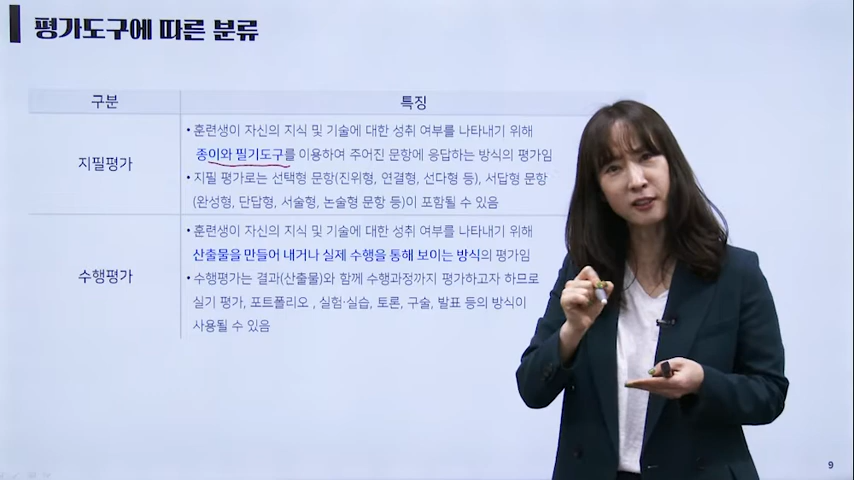 평가도구에 따른 분류
구분
특징
지필평가
• 훈련생이 자신의 지식 및 기술에 대한 성취 여부를 나타내기 위해
종이와 필기도구를 이용하여 주어진 문항에 응답하는 방식의 평가임
• 지필 평가로는 선택형 문항(진위형, 연결형, 선다형 등), 서답형 문항
(완성형, 단답형, 서술형, 논술형 문항 등)이 포함될 수 있음
수행평가
• 훈련생이 자신의 지식 및 기술에 대한 성취 여부를 나타내기 위해
산출물을 만들어 내거나 실제 수행을 통해 보이는 방식의 평가임
• 수행평가는 결과(산출물)와 함께 수행과정까지 평가하고자 하므로
실기 평가, 포트폴리오 , 실험·실습, 토론, 구술, 발표 등의 방식이
사용될 수 있음
9